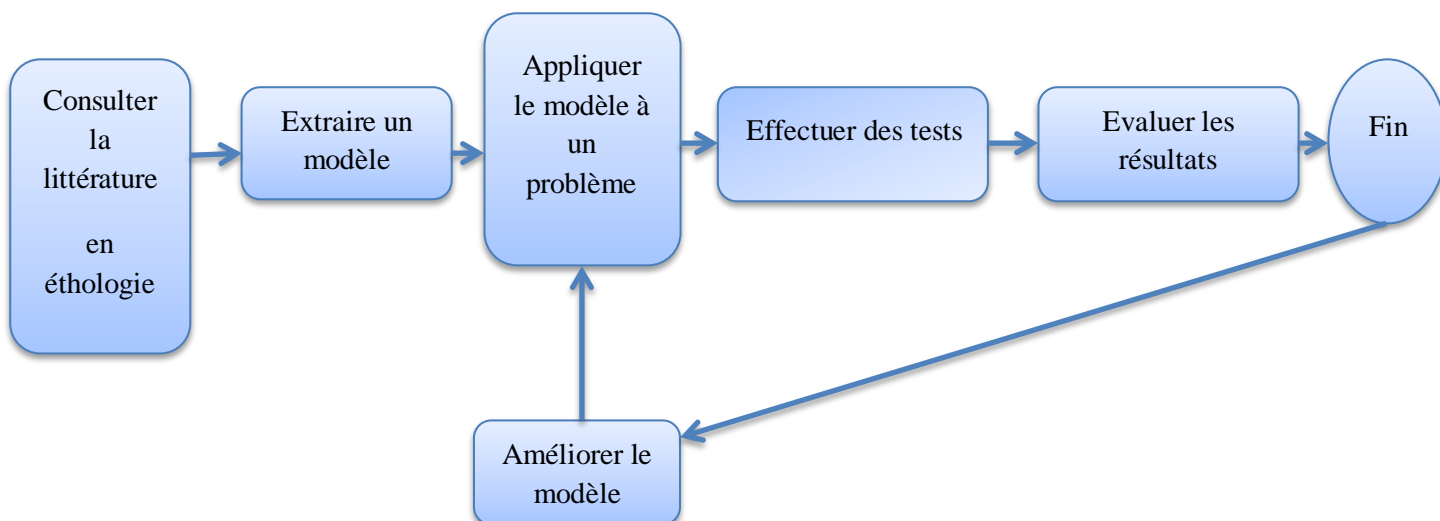 Consulter
la
littérature
en
éthologie
Extraire un
modèle
Appliquer
le modèle à
un
problème
Effectuer des tests
Evaluer les
résultats
Fin
Améliorer le
modèle